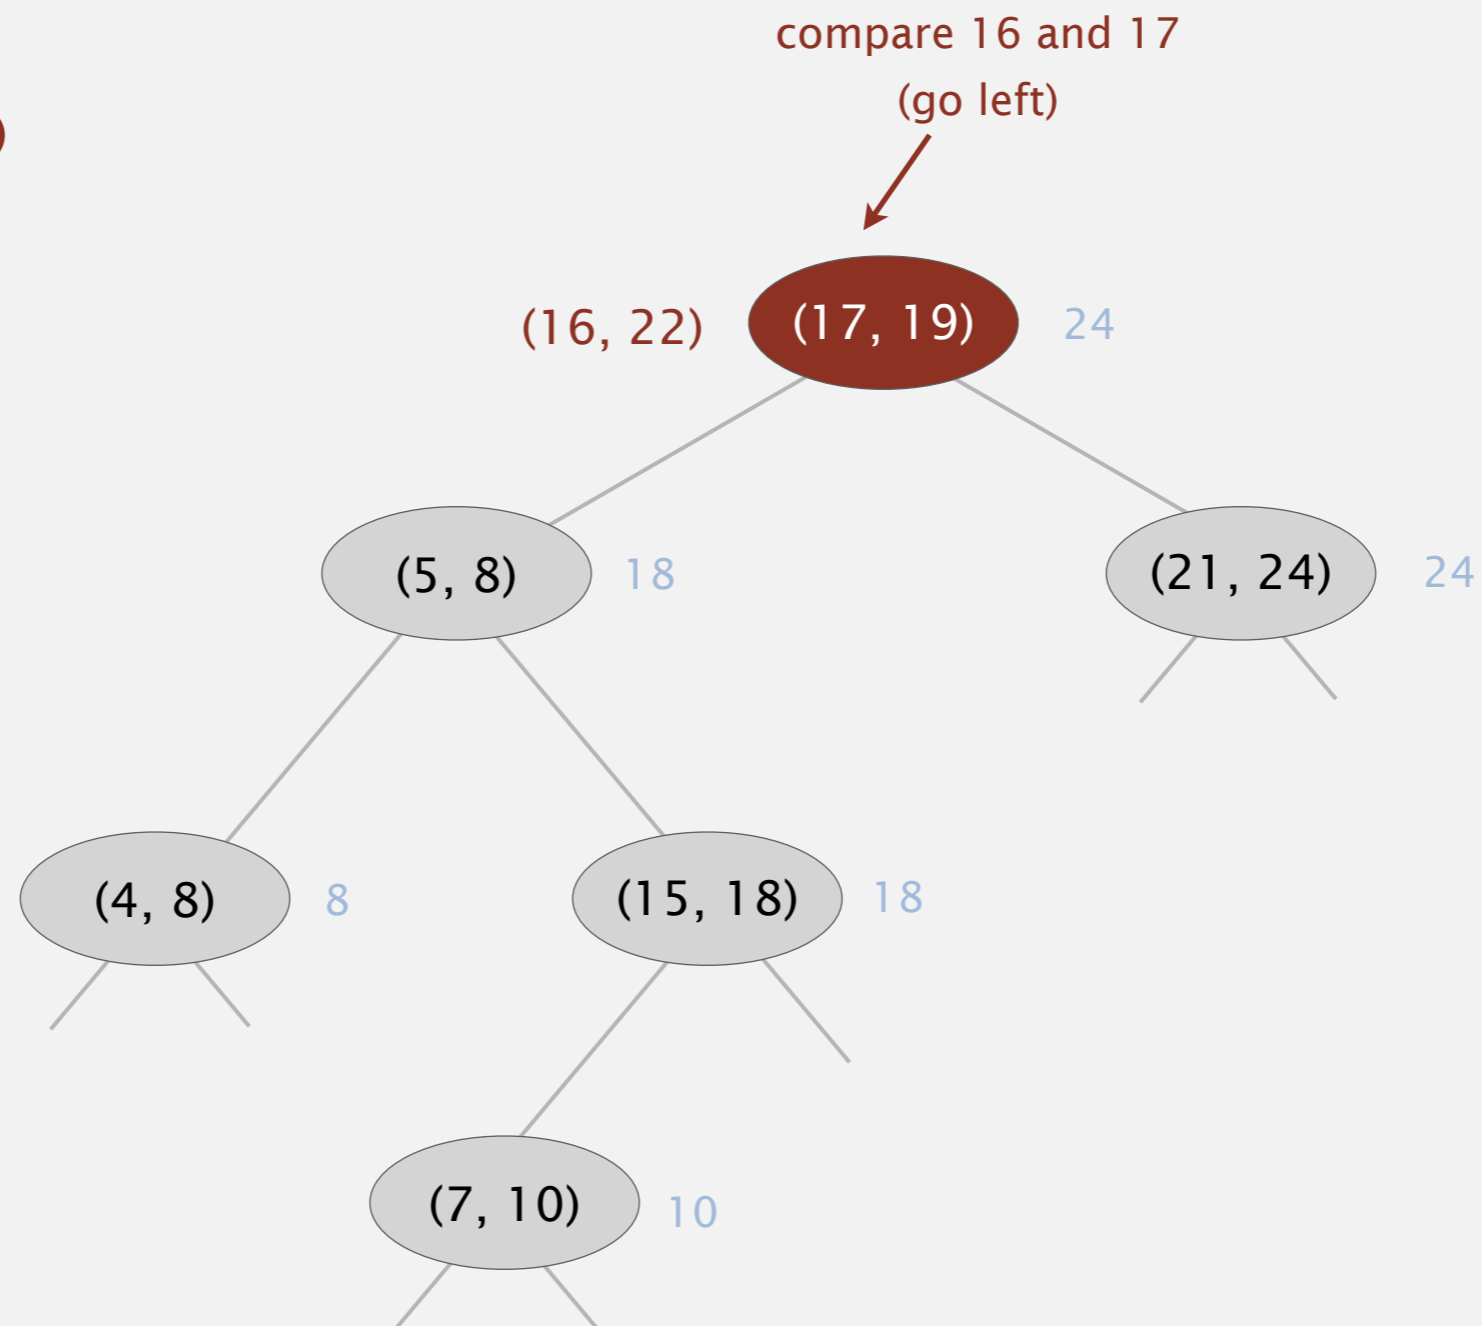 compare 16 and 17
(go left)
(16, 22) (17, 19) 24
(5, 8) 18 (21, 24) 24
(4, 8) 8 (15, 18) 18
(7, 10) 10